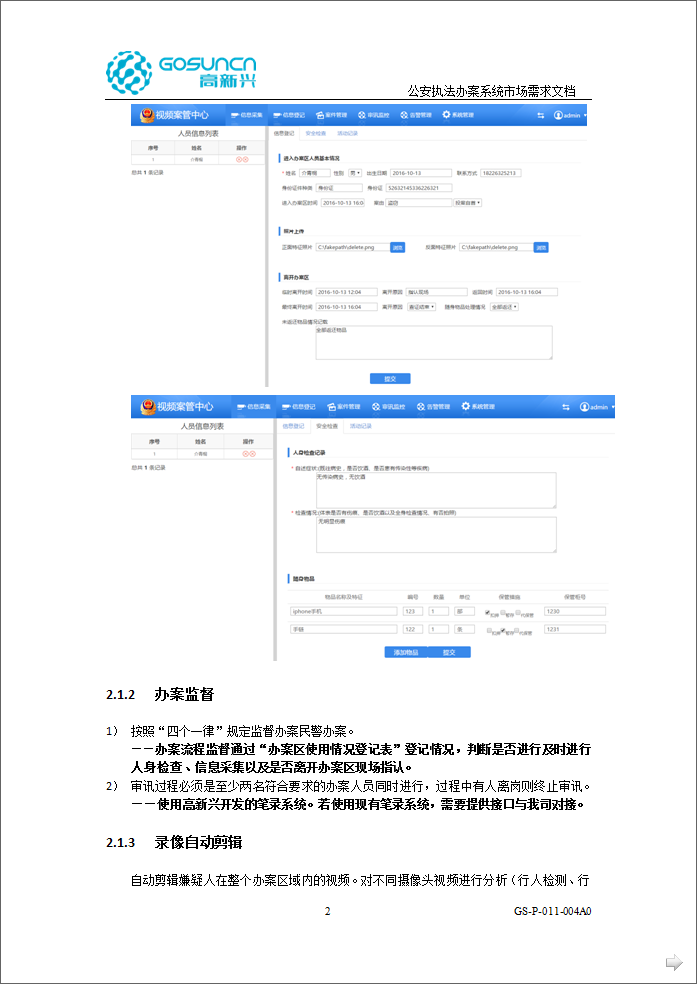 GOSUNCN
高新兴
公安执法办案系统市场需求文档
视频案管中心 信息采集 信息登记 案件管理 审讯监控 告警管理 系统管理 admin
人员信息列表
序号 姓名 操作
1 介青榴
总共 1 条记录
信息登记 安全检查 活动记录
进入办案区人员基本情况
* 姓名 介青榴 性别 男 出生日期 2016-10-13 联系方式 18226325213
身份证件种类 身份证 身份证 52632145336226321
进入办案区时间 2016-10-13 16:0 案由 盗窃 投案自首
照片上传
正面特征照片 C:\fakepath\delete.png 浏览 反面特征照片 C:\fakepath\delete.png 浏览
离开办案区
临时离开时间 2016-10-13 12:04 离开原因 指认现场 返回时间 2016-10-13 16:04
最终离开时间 2016-10-13 16:04 离开原因 查证结束 随身物品处理情况 全部返还
未返还物品情况记载
全部返还物品
提交
视频案管中心 信息采集 信息登记 案件管理 审讯监控 告警管理 系统管理 admin
人员信息列表
序号 姓名 操作
1 介青榴
总共 1 条记录
信息登记 安全检查 活动记录
人身检查记录
* 自述症状:(既往病史、是否饮酒、是否患有传染性等疾病)
无传染病史，无饮酒
* 检查情况:(体表是否有伤痕、是否饮酒以及全身检查情况、有否拍照)
无明显伤痕
随身物品
物品名称及特征 编号 数量 单位 保管措施 保管柜号
iphone手机 123 1 部 扣押 暂存 代保管 1230
手链 122 1 条 扣押 暂存 代保管 1231
添加物品 提交
2.1.2 办案监督
1） 按照“四个一律”规定监督办案民警办案。
——办案流程监督通过“办案区使用情况登记表”登记情况，判断是否进行及时进行
人身检查、信息采集以及是否离开办案区现场指认。
2） 审讯过程必须是至少两名符合要求的办案人员同时进行，过程中有人离岗则终止审讯。
——使用高新兴开发的笔录系统。若使用现有笔录系统，需要提供接口与我司对接。
2.1.3 录像自动剪辑
自动剪辑嫌疑人在整个办案区域内的视频。对不同摄像头视频进行分析（行人检测、行
2 GS-P-011-004A0